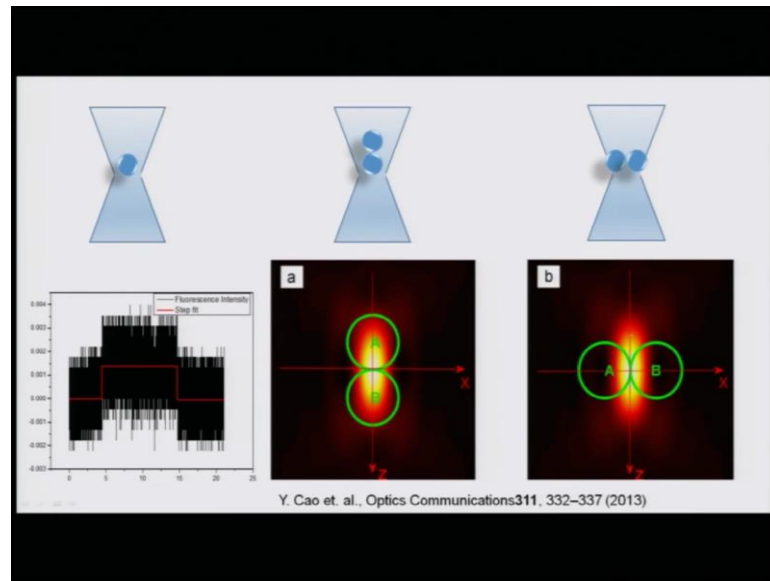 Fluorescence Intensity
Step fit
0.004
0.003
0.002
0.001
0.000
-0.001
-0.002
-0.003
0
5
10
15
20
25
a
A
B
X
Z
b
A
B
X
Z
Y. Cao et. al., Optics Communications311, 332–337 (2013)